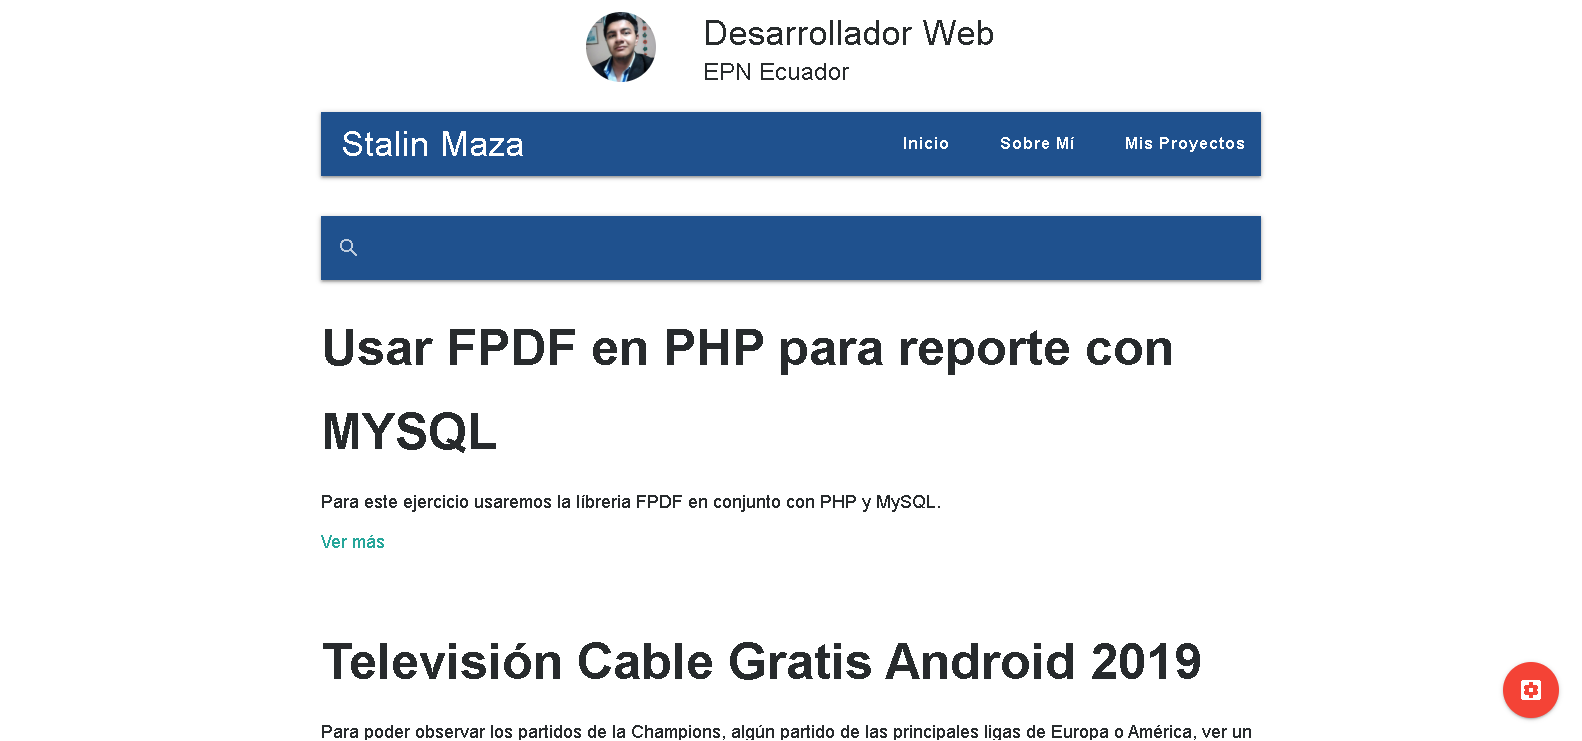 Desarrollador Web
EPN Ecuador
Stalin Maza
Inicio Sobre Mí Mis Proyectos
Usar FPDF en PHP para reporte con
MYSQL
Para este ejercicio usaremos la líbreria FPDF en conjunto con PHP y MySQL.
Ver más
Televisión Cable Gratis Android 2019
Para poder observar los partidos de la Champions, algún partido de las principales ligas de Europa o América, ver un